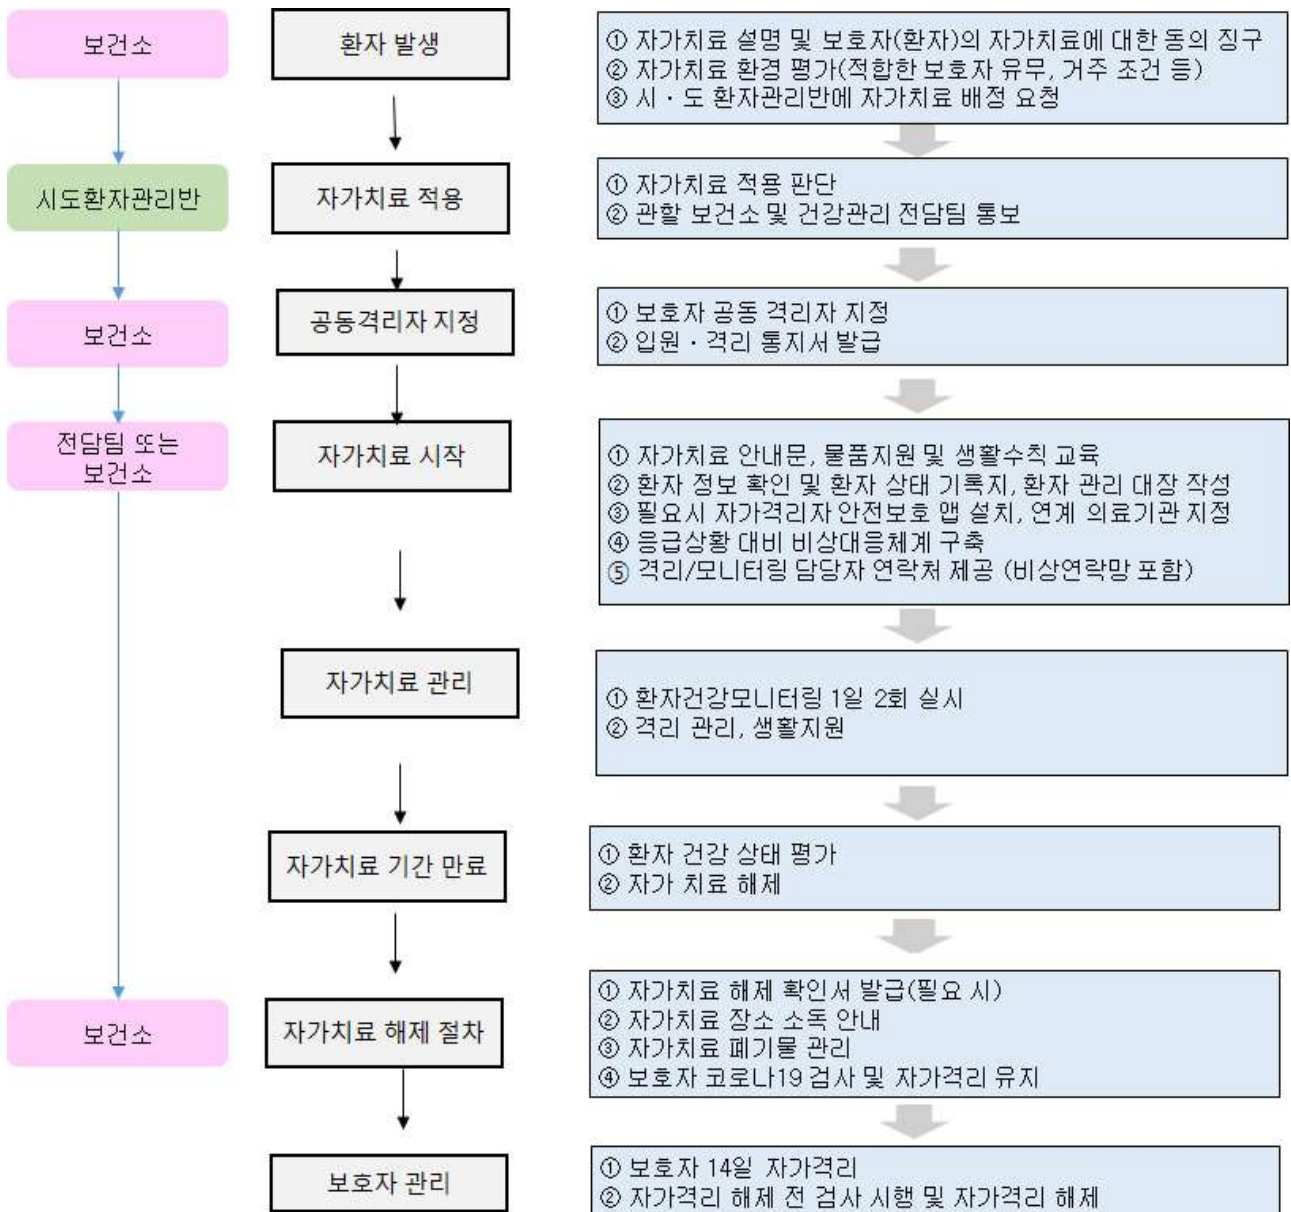 보건소
환자 발생
① 자가치료 설명 및 보호자(환자)의 자가치료에 대한 동의 징구
② 자가치료 환경 평가(적합한 보호자 유무, 거주 조건 등)
③ 시 · 도 환자관리반에 자가치료 배정 요청
시도환자관리반
자가치료 적용
① 자가치료 적용 판단
② 관할 보건소 및 건강관리 전담팀 통보
보건소
공동격리자 지정
① 보호자 공동 격리자 지정
② 입원 · 격리 통지서 발급
전담팀 또는
보건소
자가치료 시작
① 자가치료 안내문, 물품지원 및 생활수칙 교육
② 환자 정보 확인 및 환자 상태 기록지, 환자 관리 대장 작성
③ 필요시 자가격리자 안전보호 앱 설치, 연계 의료기관 지정
④ 응급상황 대비 비상대응체계 구축
⑤ 격리/모니터링 담당자 연락처 제공 (비상연락망 포함)
자가치료 관리
① 환자건강모니터링 1일 2회 실시
② 격리 관리, 생활지원
자가치료 기간 만료
① 환자 건강 상태 평가
② 자가 치료 해제
보건소
자가치료 해제 절차
① 자가치료 해제 확인서 발급(필요 시)
② 자가치료 장소 소독 안내
③ 자가치료 폐기물 관리
④ 보호자 코로나19 검사 및 자가격리 유지
보호자 관리
① 보호자 14일 자가격리
② 자가격리 해제 전 검사 시행 및 자가격리 해제